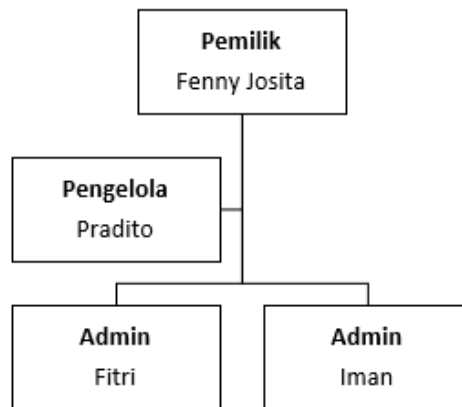 Pemilik
Fenny Josita
Pengelola
Pradito
Admin
Fitri
Admin
Iman